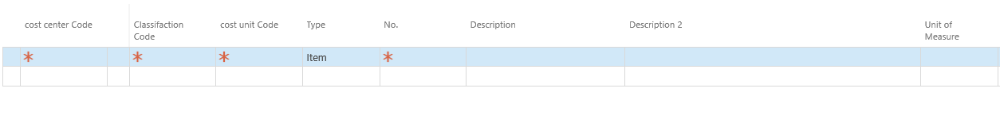 cost center Code
Classifaction
Code
cost unit Code
Type
No.
Description
Description 2
Unit of
Measure
* * * Item *